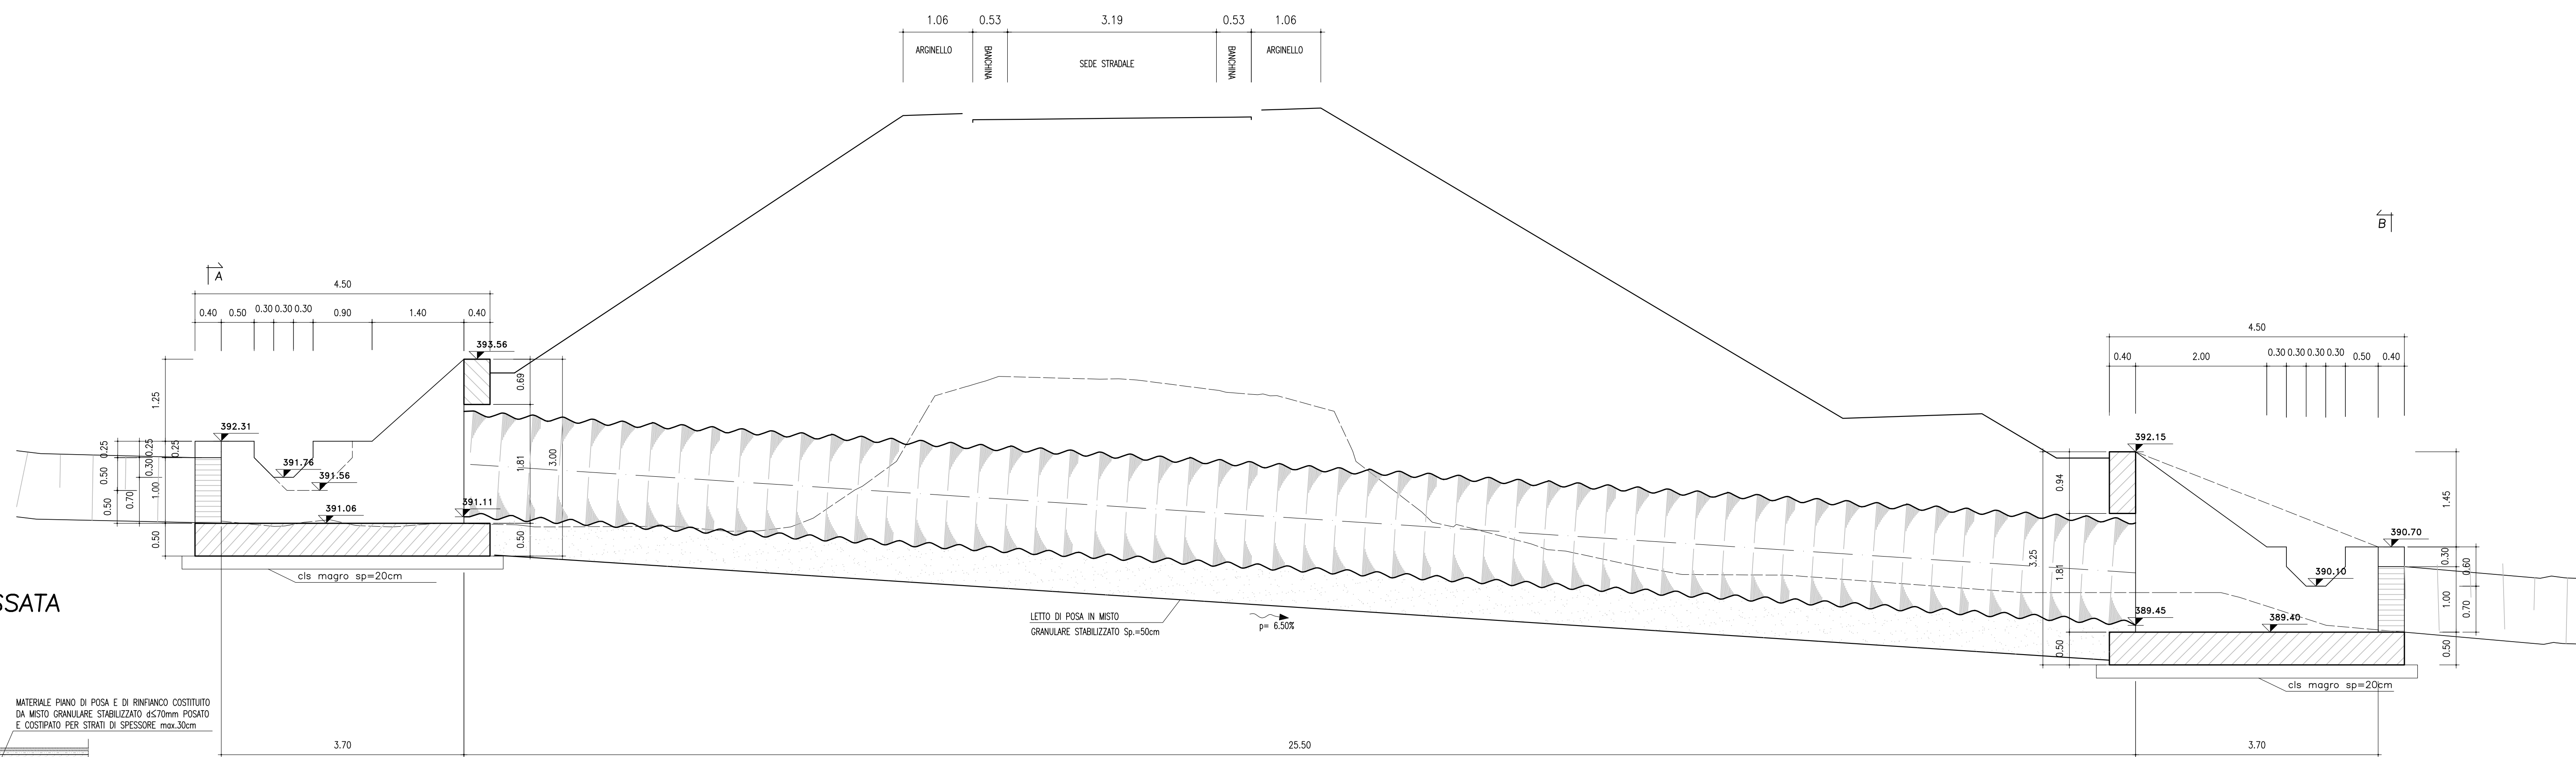 1.06 0.53 3.19 0.53 1.06
ARGINELLO BANCHINA SEDE STRADALE BANCHINA ARGINELLO
A
B
4.50
0.40 0.50 0.30 0.30 0.30 0.90 1.40 0.40
4.50
0.40 2.00 0.30 0.30 0.30 0.30 0.50 0.40
393.56
392.31
391.76
391.56
391.11
391.06
1.25
0.25
0.25
0.25
0.30
0.50
0.50
0.70
1.00
0.50
0.69
1.81
3.00
0.50
cls magro sp=20cm
392.15
390.70
390.10
389.45
389.40
0.94
3.25
1.81
0.50
1.45
0.30
0.60
1.00
0.70
0.50
cls magro sp=20cm
SSATA
LETTO DI POSA IN MISTO
GRANULARE STABILIZZATO Sp.=50cm
p= 6.50%
MATERIALE PIANO DI POSA E DI RINFIANCO COSTITUITO
DA MISTO GRANULARE STABILIZZATO d≤70mm POSATO
E COSTIPATO PER STRATI DI SPESSORE max.30cm
3.70 25.50 3.70